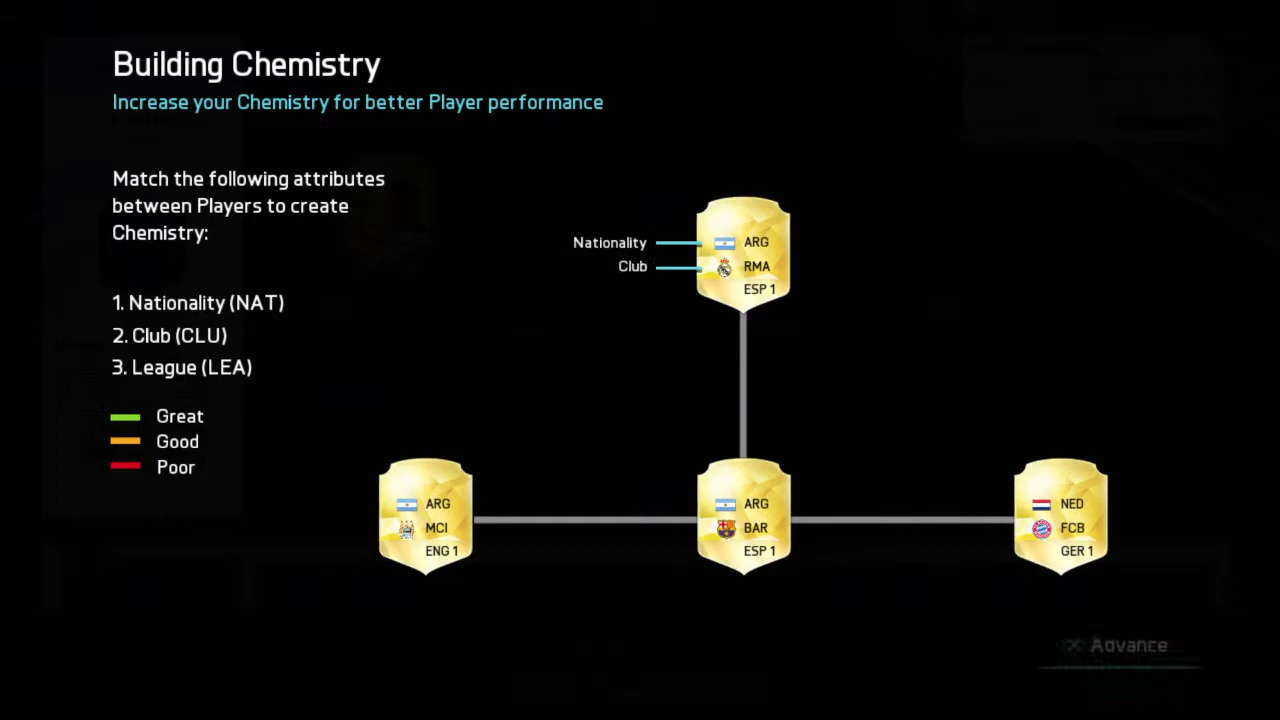 Building Chemistry
Increase your Chemistry for better Player performance
Match the following attributes
between Players to create
Chemistry:
1. Nationality (NAT)
2. Club (CLU)
3. League (LEA)
Great
Good
Poor
Nationality
Club
ARG
RMA
ESP 1
ARG
MCI
ENG 1
ARG
BAR
ESP 1
NED
FCB
GER 1
Advance